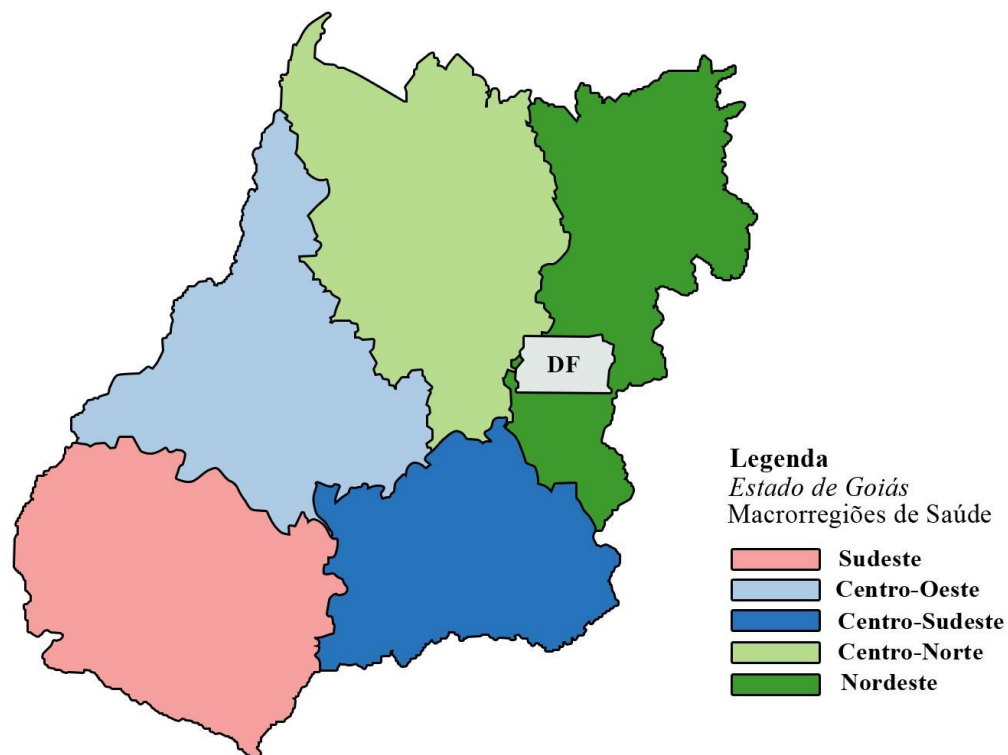 DF
Legenda
Estado de Goiás
Macrorregiões de Saúde
Sudeste
Centro-Oeste
Centro-Sudeste
Centro-Norte
Nordeste